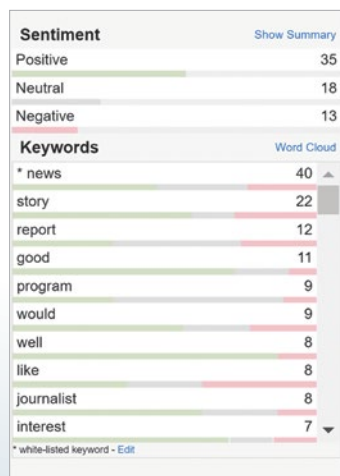 Sentiment Show Summary
Positive 35
Neutral 18
Negative 13
Keywords Word Cloud
* news 40
story 22
report 12
good 11
program 9
would 9
well 8
like 8
journalist 8
interest 7
* white-listed keyword - Edit